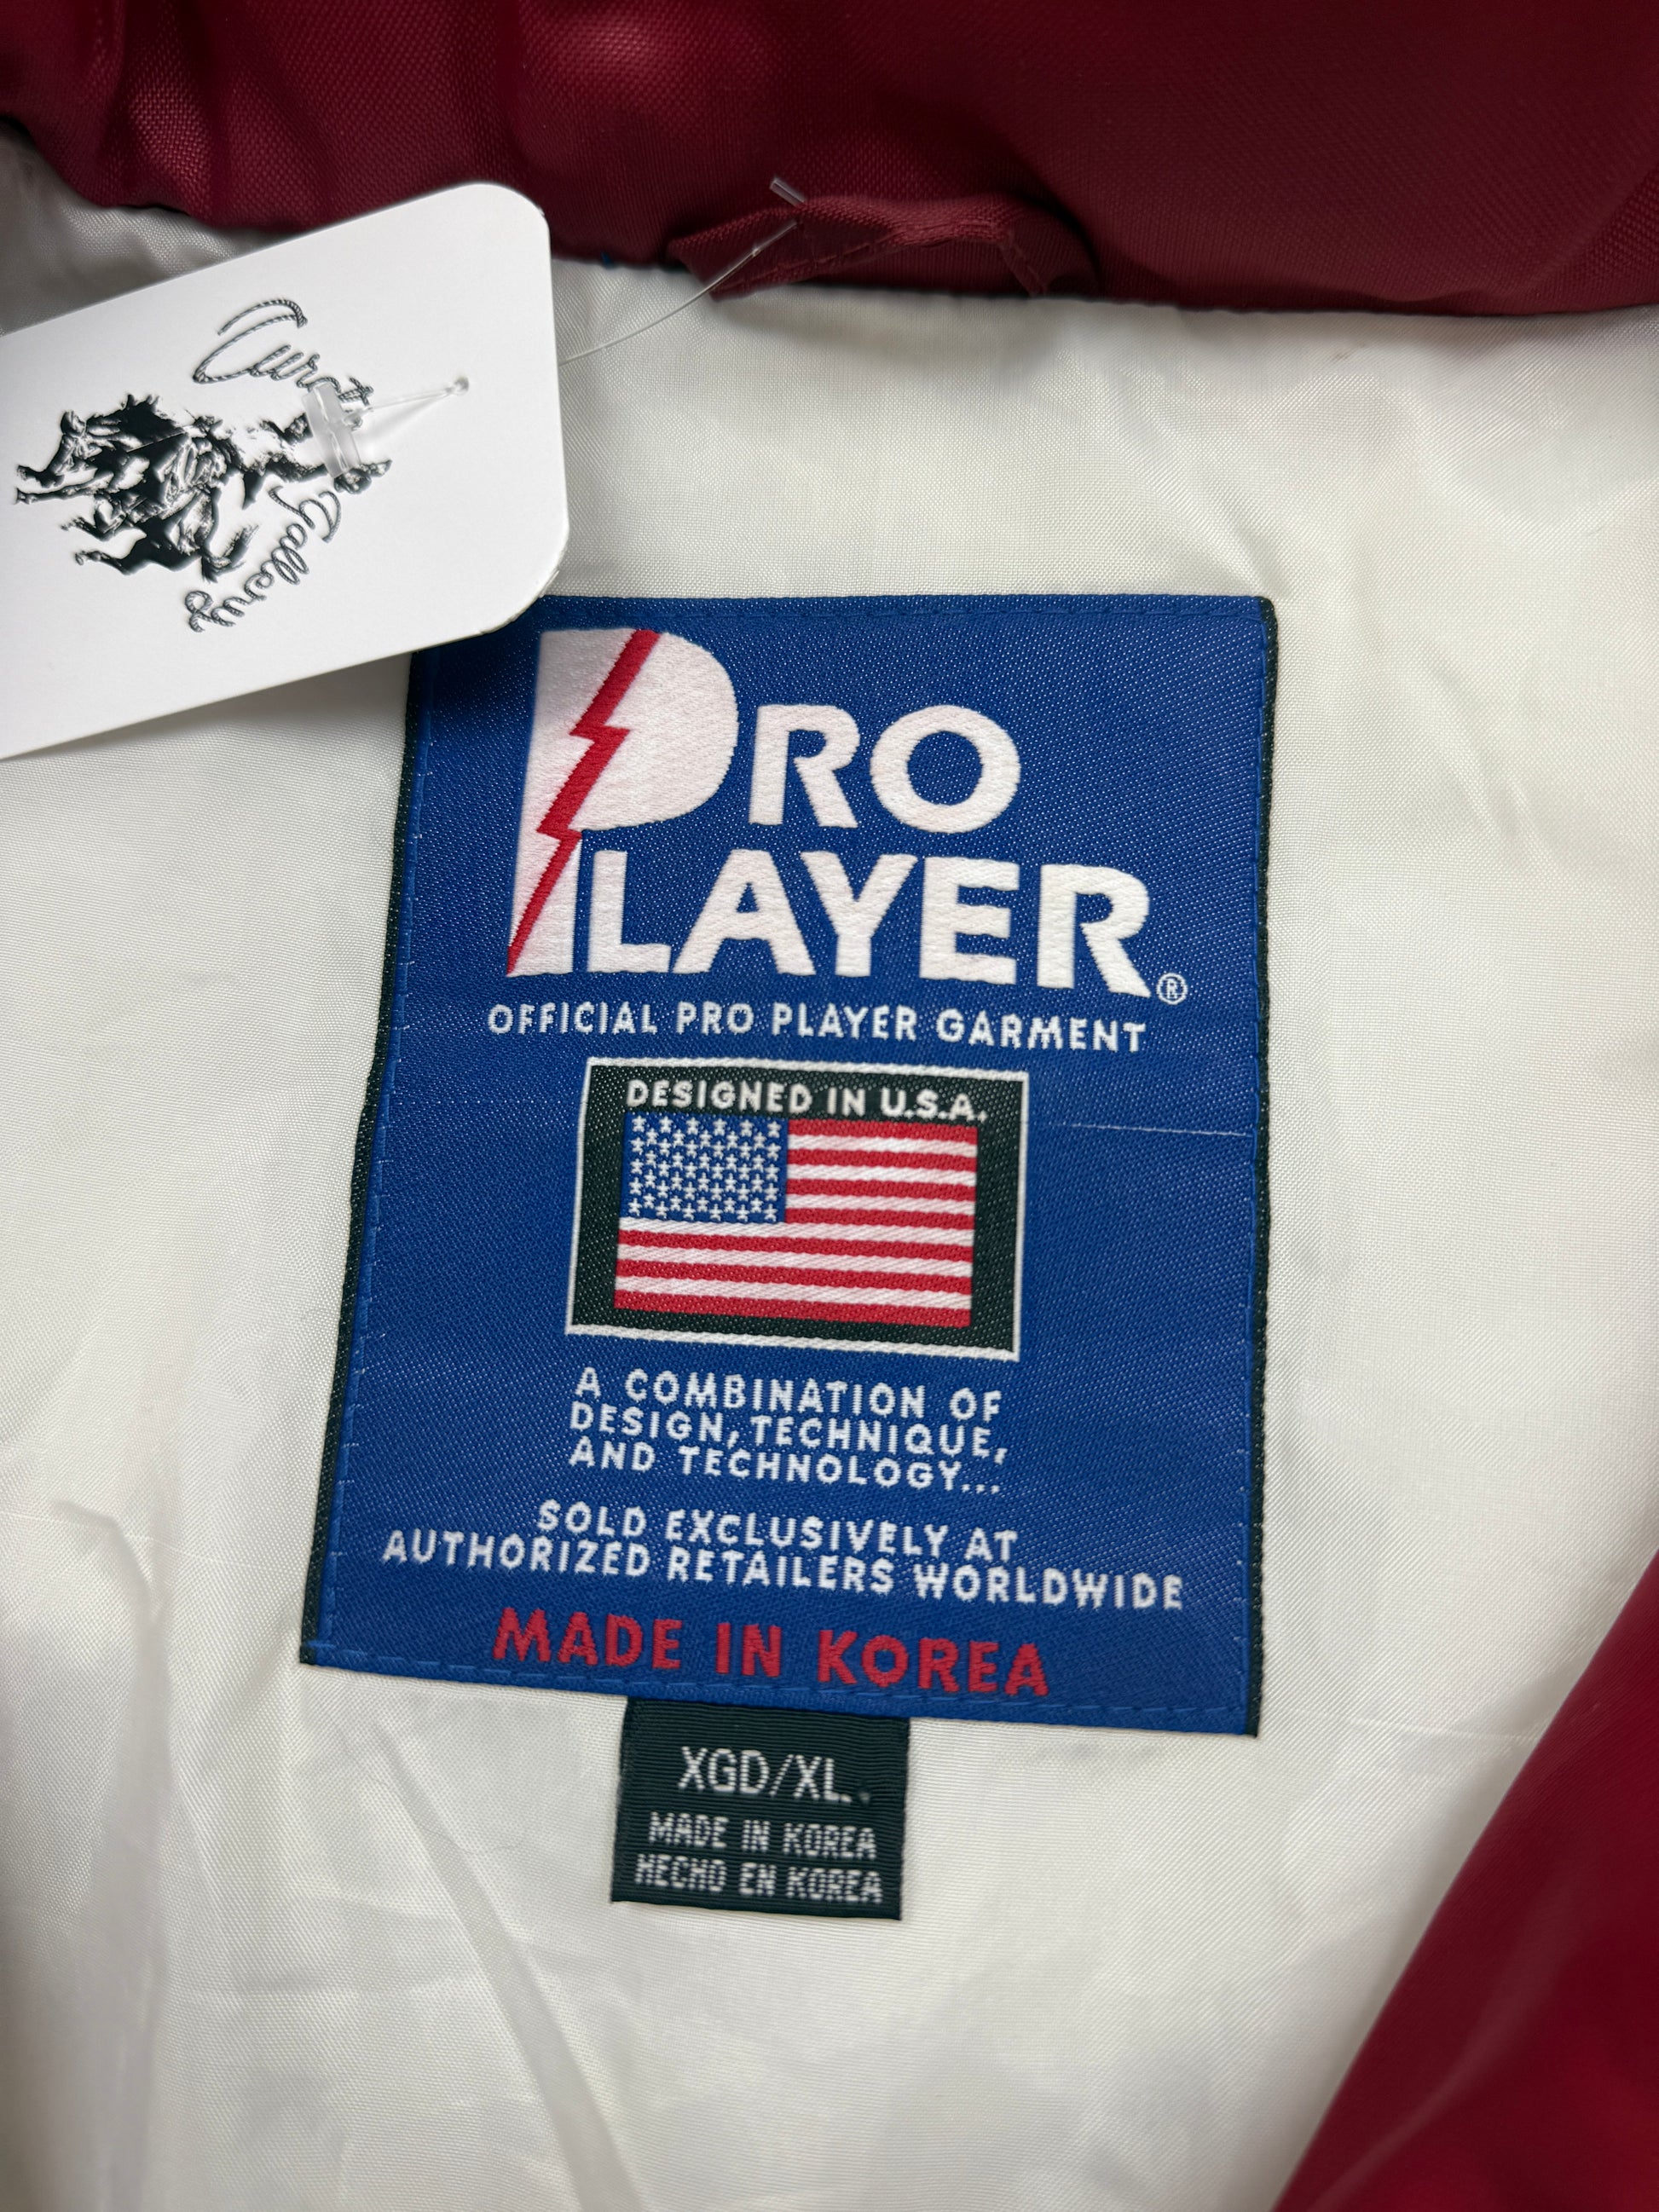 Gallery
PRO
PLAYER®
OFFICIAL PRO PLAYER GARMENT
DESIGNED IN U.S.A.
A COMBINATION OF
DESIGN, TECHNIQUE,
AND TECHNOLOGY...
SOLD EXCLUSIVELY AT
AUTHORIZED RETAILERS WORLDWIDE
MADE IN KOREA
XGD/XL.
MADE IN KOREA
HECHO EN KOREA